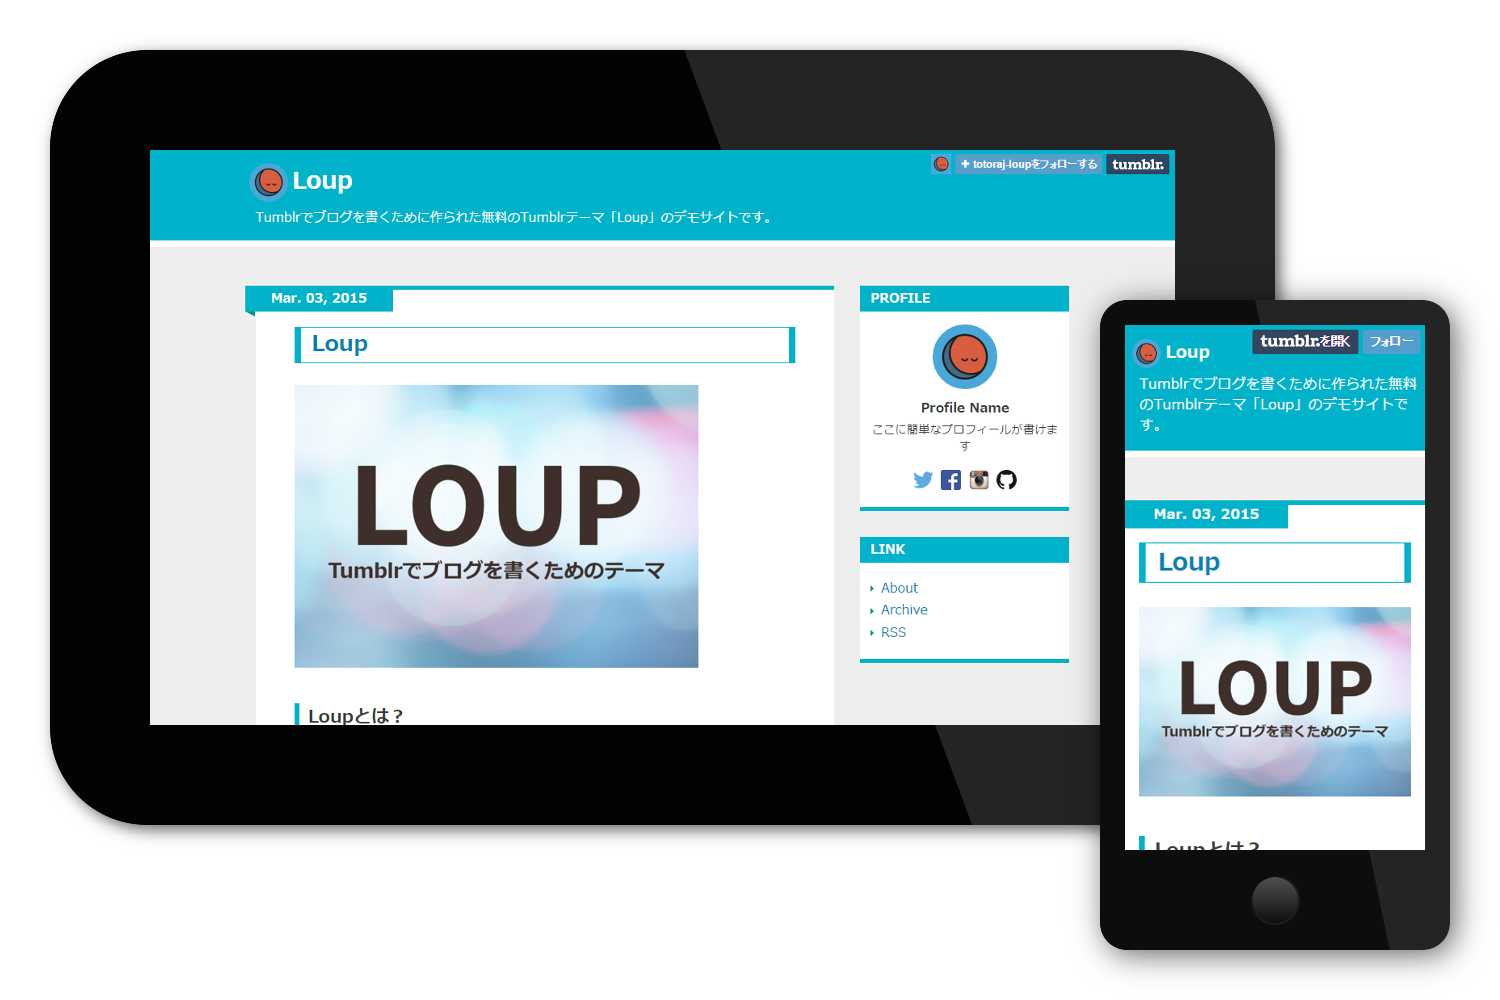 Loup
totoraj-loupをフォローする
tumblr.
Tumblrでブログを書くために作られた無料のTumblrテーマ「Loup」のデモサイトです。
Mar. 03, 2015
Loup
LOUP
Tumblrでブログを書くためのテーマ
Loupとは？
PROFILE
Profile Name
ここに簡単なプロフィールが書けま
す
LINK
About
Archive
RSS
tumblr.を開く
フォロー
Loup
Tumblrでブログを書くために作られた無料
のTumblrテーマ「Loup」のデモサイトで
す。
Mar. 03, 2015
Loup
LOUP
Tumblrでブログを書くためのテーマ
Loupとは？